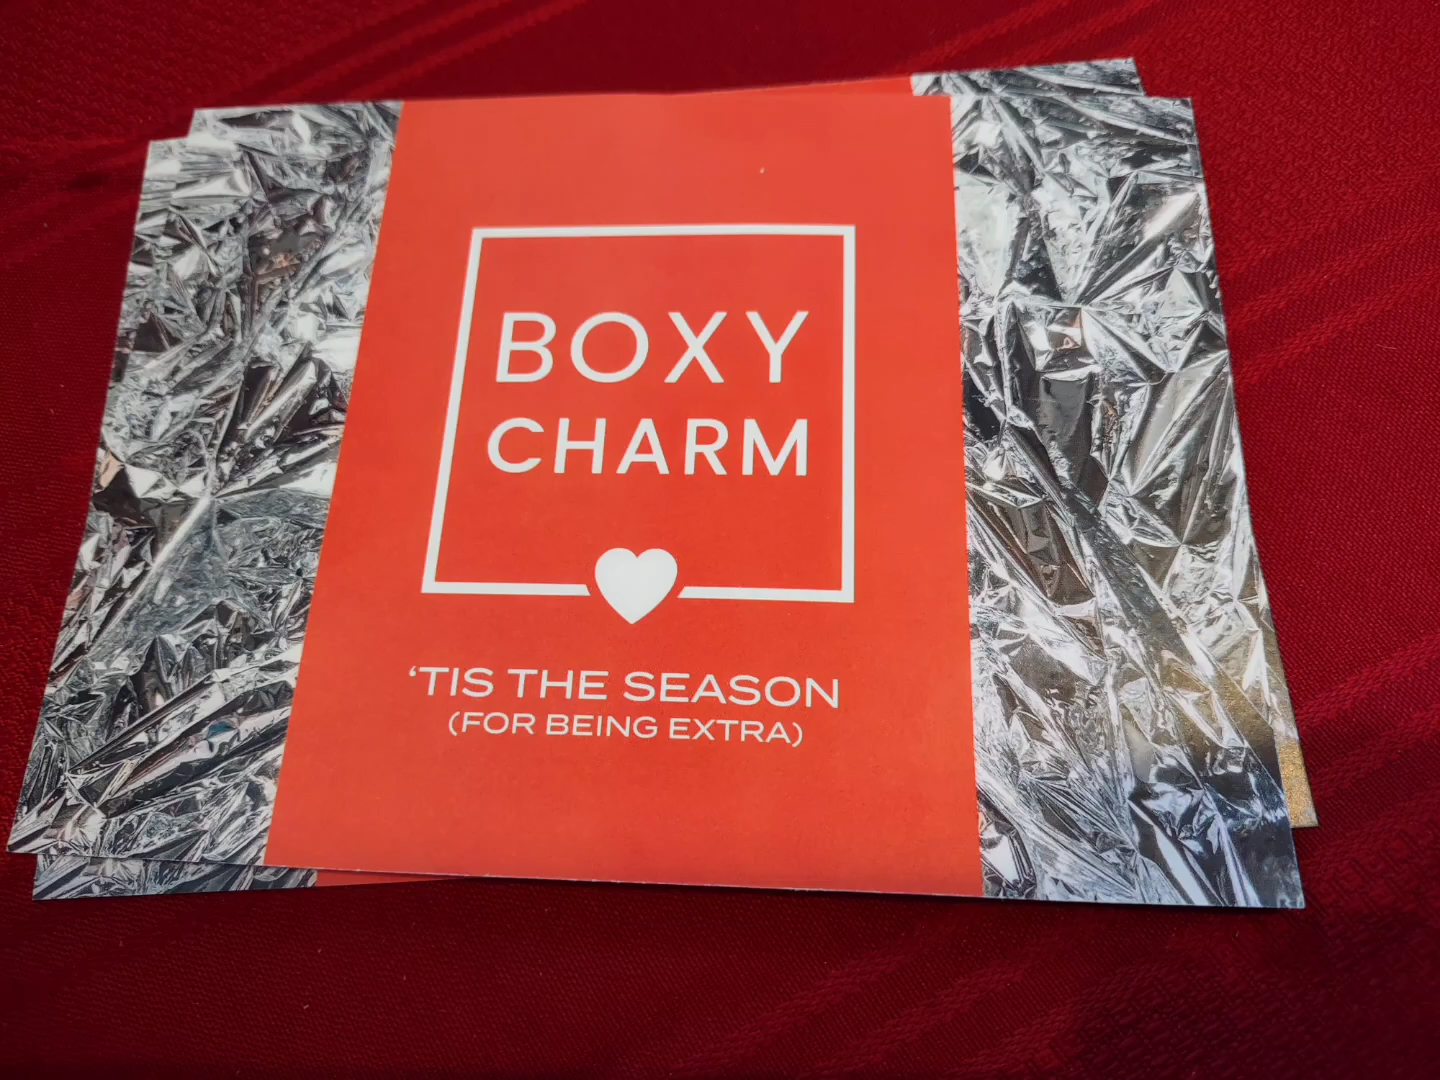 BOXY
CHARM
‘TIS THE SEASON
(FOR BEING EXTRA)